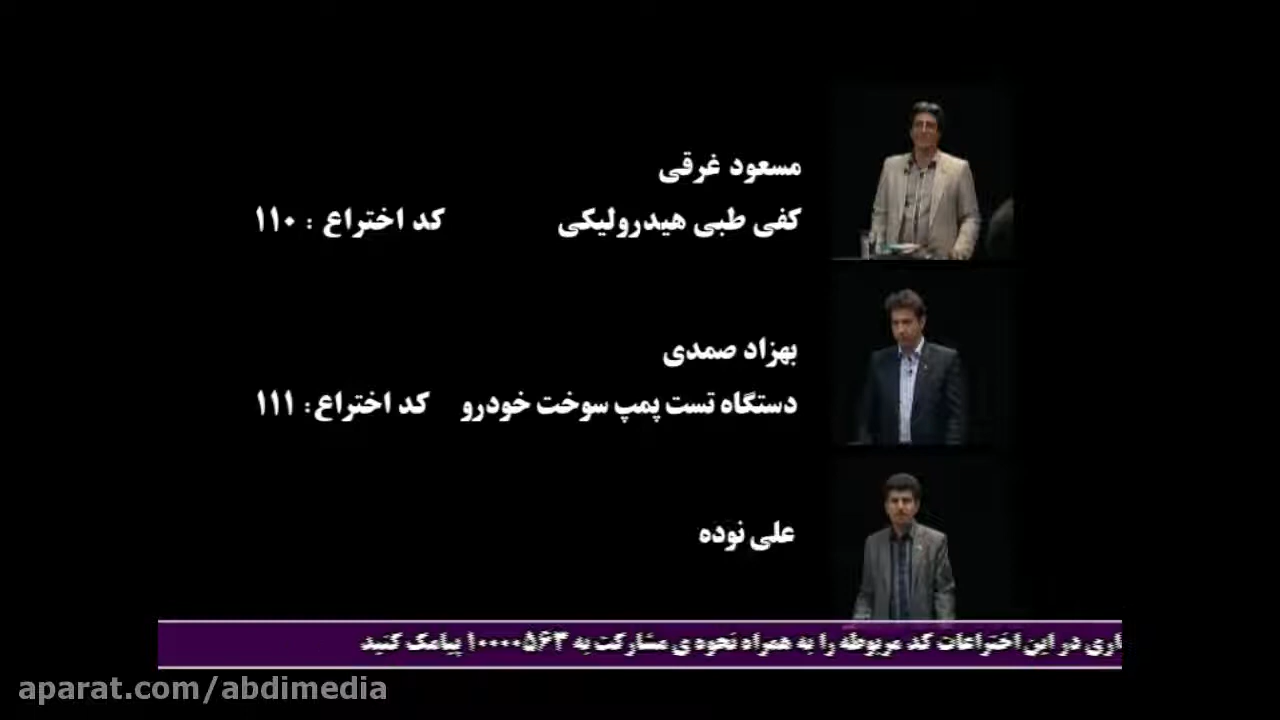 مسعود غرقی
کفی طبی هیدرولیکی کد اختراع : ۱۱۰
بهزاد صمدی
دستگاه تست پمپ سوخت خودرو کد اختراع: ۱۱۱
علی نوده
اری در این اختراعات کد مربوطه را به همراه نحوه ی مشارکت به ۱۰۰۰۰۵۶۳ پیامک کنید
aparat.com/abdimedia